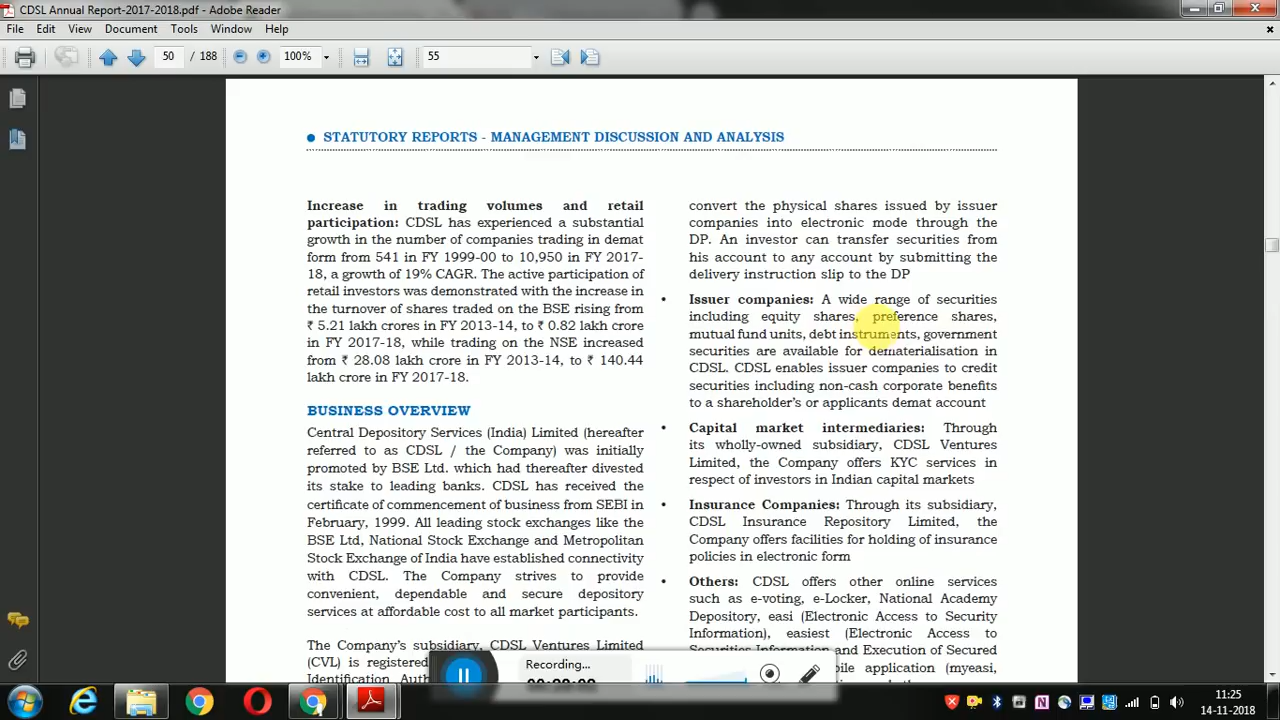 CDSL Annual Report-2017-2018.pdf - Adobe Reader
File Edit View Document Tools Window Help
50 / 188 100% 55
STATUTORY REPORTS - MANAGEMENT DISCUSSION AND ANALYSIS
Increase in trading volumes and retail
participation: CDSL has experienced a substantial
growth in the number of companies trading in demat
form from 541 in FY 1999-00 to 10,950 in FY 2017-
18, a growth of 19% CAGR. The active participation of
retail investors was demonstrated with the increase in
the turnover of shares traded on the BSE rising from
₹ 5.21 lakh crores in FY 2013-14, to ₹ 0.82 lakh crore
in FY 2017-18, while trading on the NSE increased
from ₹ 28.08 lakh crore in FY 2013-14, to ₹ 140.44
lakh crore in FY 2017-18.
BUSINESS OVERVIEW
Central Depository Services (India) Limited (hereafter
referred to as CDSL / the Company) was initially
promoted by BSE Ltd. which had thereafter divested
its stake to leading banks. CDSL has received the
certificate of commencement of business from SEBI in
February, 1999. All leading stock exchanges like the
BSE Ltd, National Stock Exchange and Metropolitan
Stock Exchange of India have established connectivity
with CDSL. The Company strives to provide
convenient, dependable and secure depository
services at affordable cost to all market participants.
The Company's subsidiary, CDSL Ventures Limited
(CVL) is registered
Identification
convert the physical shares issued by issuer
companies into electronic mode through the
DP. An investor can transfer securities from
his account to any account by submitting the
delivery instruction slip to the DP
• Issuer companies: A wide range of securities
including equity shares, preference shares,
mutual fund units, debt instruments, government
securities are available for dematerialisation in
CDSL. CDSL enables issuer companies to credit
securities including non-cash corporate benefits
to a shareholder's or applicants demat account
• Capital market intermediaries: Through
its wholly-owned subsidiary, CDSL Ventures
Limited, the Company offers KYC services in
respect of investors in Indian capital markets
• Insurance Companies: Through its subsidiary,
CDSL Insurance Repository Limited, the
Company offers facilities for holding of insurance
policies in electronic form
• Others: CDSL offers other online services
such as e-voting, e-Locker, National Academy
Depository, easi (Electronic Access to Security
Information), easiest (Electronic Access to
Securities Information and Execution of Secured
application (myeasi,
Recording...
11:25
14-11-2018